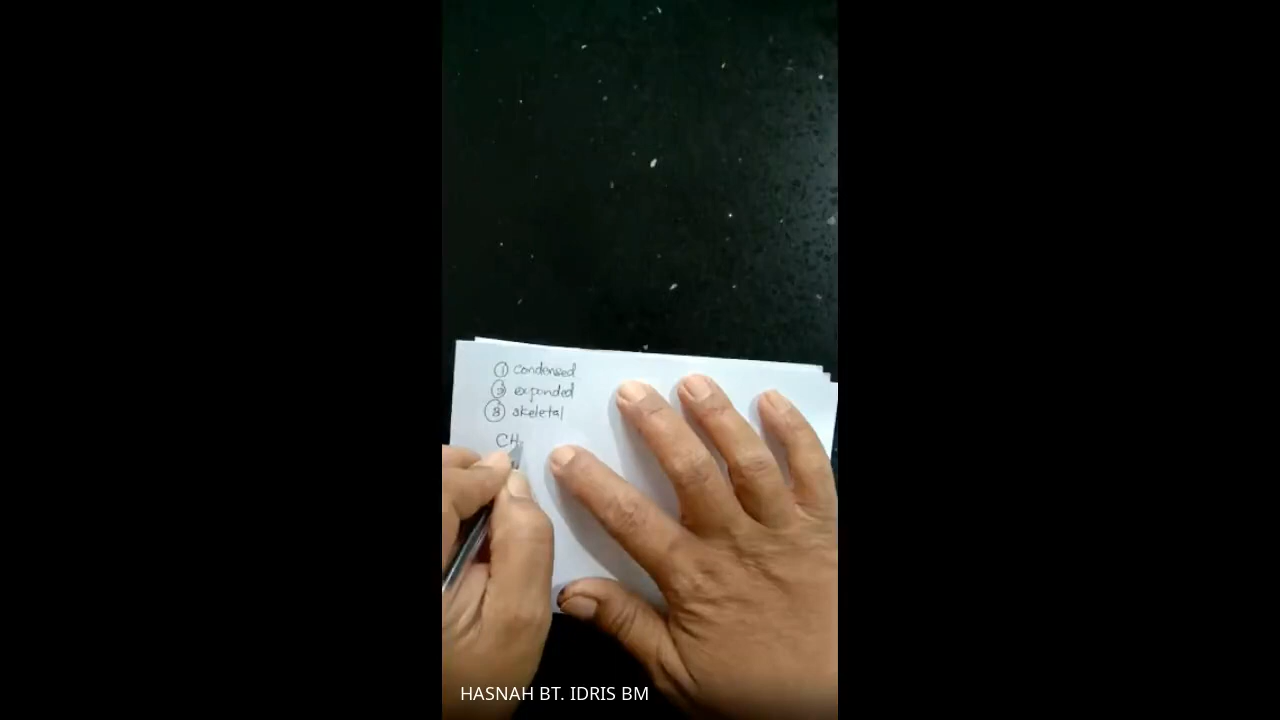 ① condensed
② expanded
③ skeletal
CH
HASNAH BT. IDRIS BM